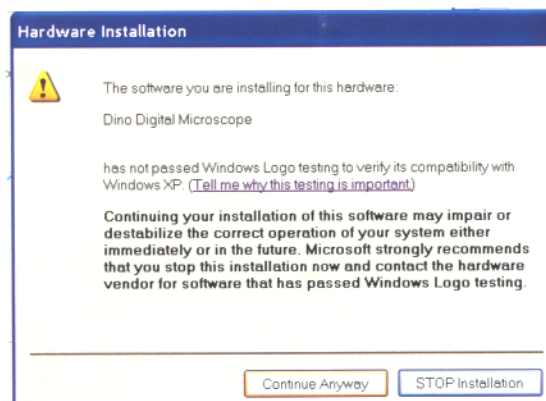 Hardware Installation
The software you are installing for this hardware:
Dino Digital Microscope
has not passed Windows Logo testing to verify its compatibility with
Windows XP. (Tell me why this testing is important.)
Continuing your installation of this software may impair or
destabilize the correct operation of your system either
immediately or in the future. Microsoft strongly recommends
that you stop this installation now and contact the hardware
vendor for software that has passed Windows Logo testing.
Continue Anyway
STOP Installation